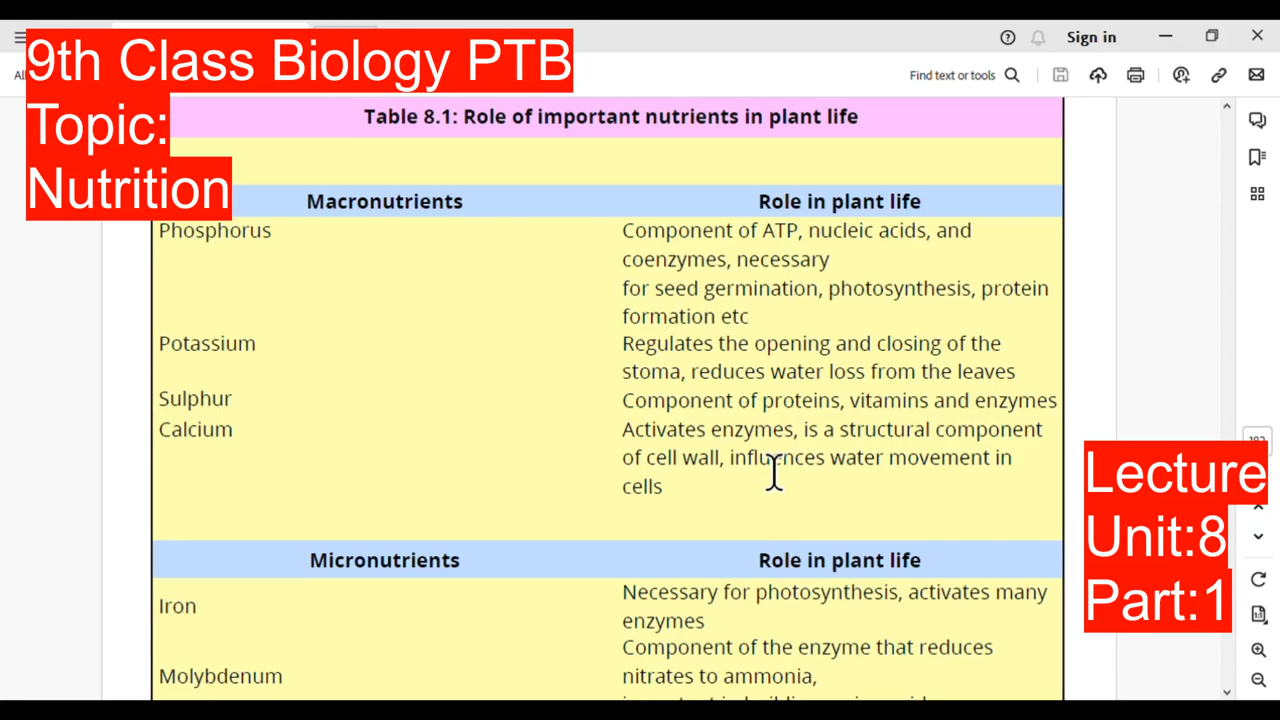 Sign in
9th Class Biology PTB
Topic:
Nutrition
Find text or tools
Table 8.1: Role of important nutrients in plant life
Macronutrients
Role in plant life
Phosphorus
Component of ATP, nucleic acids, and
coenzymes, necessary
for seed germination, photosynthesis, protein
formation etc
Potassium
Regulates the opening and closing of the
stoma, reduces water loss from the leaves
Sulphur
Component of proteins, vitamins and enzymes
Calcium
Activates enzymes, is a structural component
of cell wall, influences water movement in
cells
Micronutrients
Role in plant life
Iron
Necessary for photosynthesis, activates many
enzymes
Molybdenum
Component of the enzyme that reduces
nitrates to ammonia,
Lecture
Unit:8
Part:1